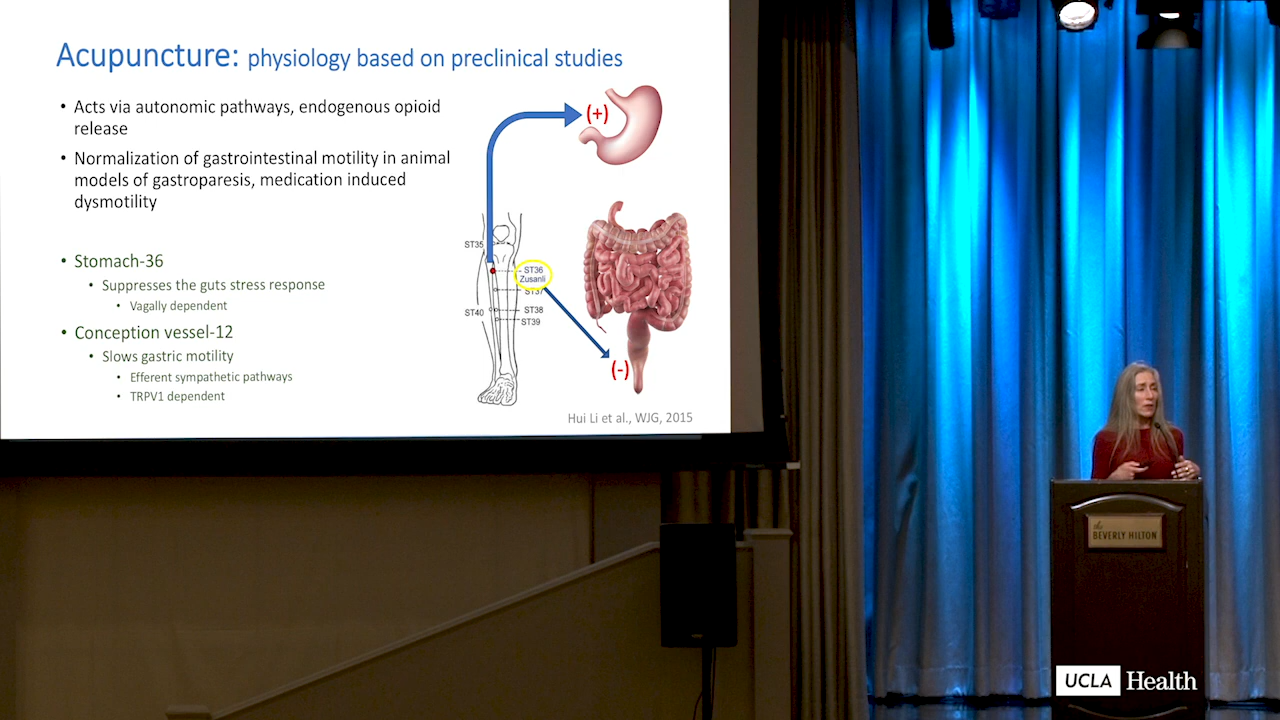 Acupuncture: physiology based on preclinical studies
• Acts via autonomic pathways, endogenous opioid
release
• Normalization of gastrointestinal motility in animal
models of gastroparesis, medication induced
dysmotility
• Stomach-36
• Suppresses the guts stress response
• Vagally dependent
• Conception vessel-12
• Slows gastric motility
• Efferent sympathetic pathways
• TRPV1 dependent
(+)
ST35
ST36
Zusanli
ST37
ST40
ST38
ST39
(-)
Hui Li et al., WJG, 2015
the
BEVERLY HILTON
UCLA Health